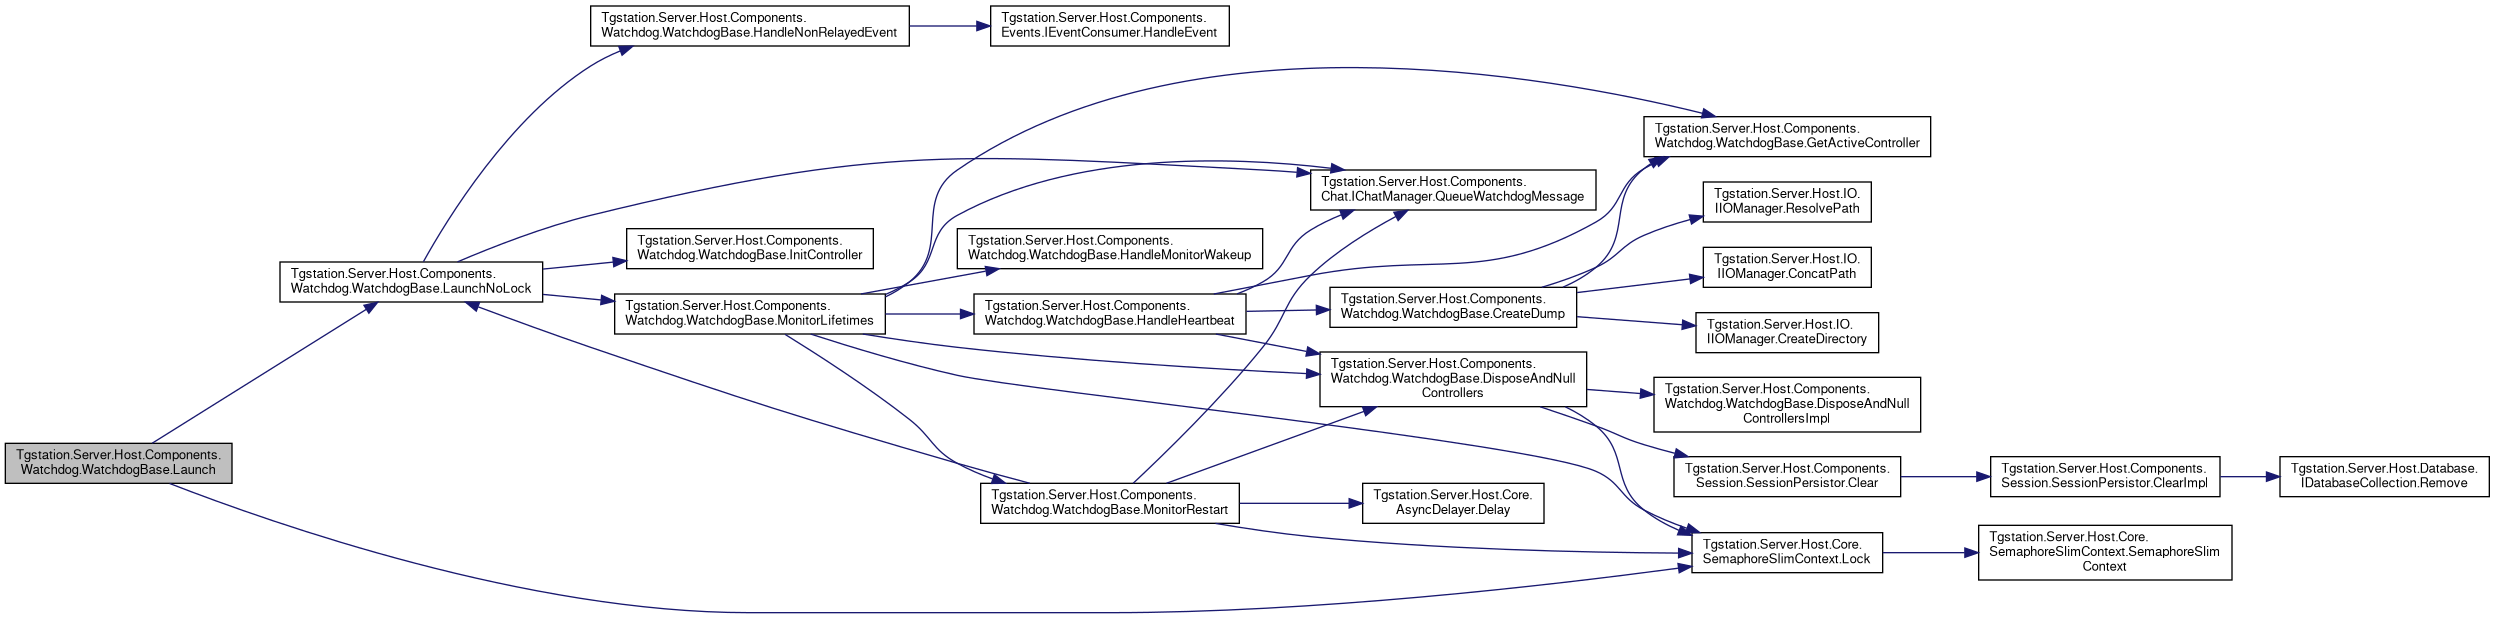 Tgstation.Server.Host.Components.
Watchdog.WatchdogBase.HandleNonRelayedEvent
Tgstation.Server.Host.Components.
Events.IEventConsumer.HandleEvent
Tgstation.Server.Host.Components.
Watchdog.WatchdogBase.GetActiveController
Tgstation.Server.Host.Components.
Chat.IChatManager.QueueWatchdogMessage
Tgstation.Server.Host.IO.
IIOManager.ResolvePath
Tgstation.Server.Host.Components.
Watchdog.WatchdogBase.InitController
Tgstation.Server.Host.Components.
Watchdog.WatchdogBase.HandleMonitorWakeup
Tgstation.Server.Host.IO.
IIOManager.ConcatPath
Tgstation.Server.Host.Components.
Watchdog.WatchdogBase.LaunchNoLock
Tgstation.Server.Host.Components.
Watchdog.WatchdogBase.MonitorLifetimes
Tgstation.Server.Host.Components.
Watchdog.WatchdogBase.HandleHeartbeat
Tgstation.Server.Host.Components.
Watchdog.WatchdogBase.CreateDump
Tgstation.Server.Host.IO.
IIOManager.CreateDirectory
Tgstation.Server.Host.Components.
Watchdog.WatchdogBase.DisposeAndNull
Controllers
Tgstation.Server.Host.Components.
Watchdog.WatchdogBase.DisposeAndNull
ControllersImpl
Tgstation.Server.Host.Components.
Watchdog.WatchdogBase.Launch
Tgstation.Server.Host.Components.
Session.SessionPersistor.Clear
Tgstation.Server.Host.Components.
Session.SessionPersistor.ClearImpl
Tgstation.Server.Host.Database.
IDatabaseCollection.Remove
Tgstation.Server.Host.Components.
Watchdog.WatchdogBase.MonitorRestart
Tgstation.Server.Host.Core.
AsyncDelayer.Delay
Tgstation.Server.Host.Core.
SemaphoreSlimContext.Lock
Tgstation.Server.Host.Core.
SemaphoreSlimContext.SemaphoreSlim
Context